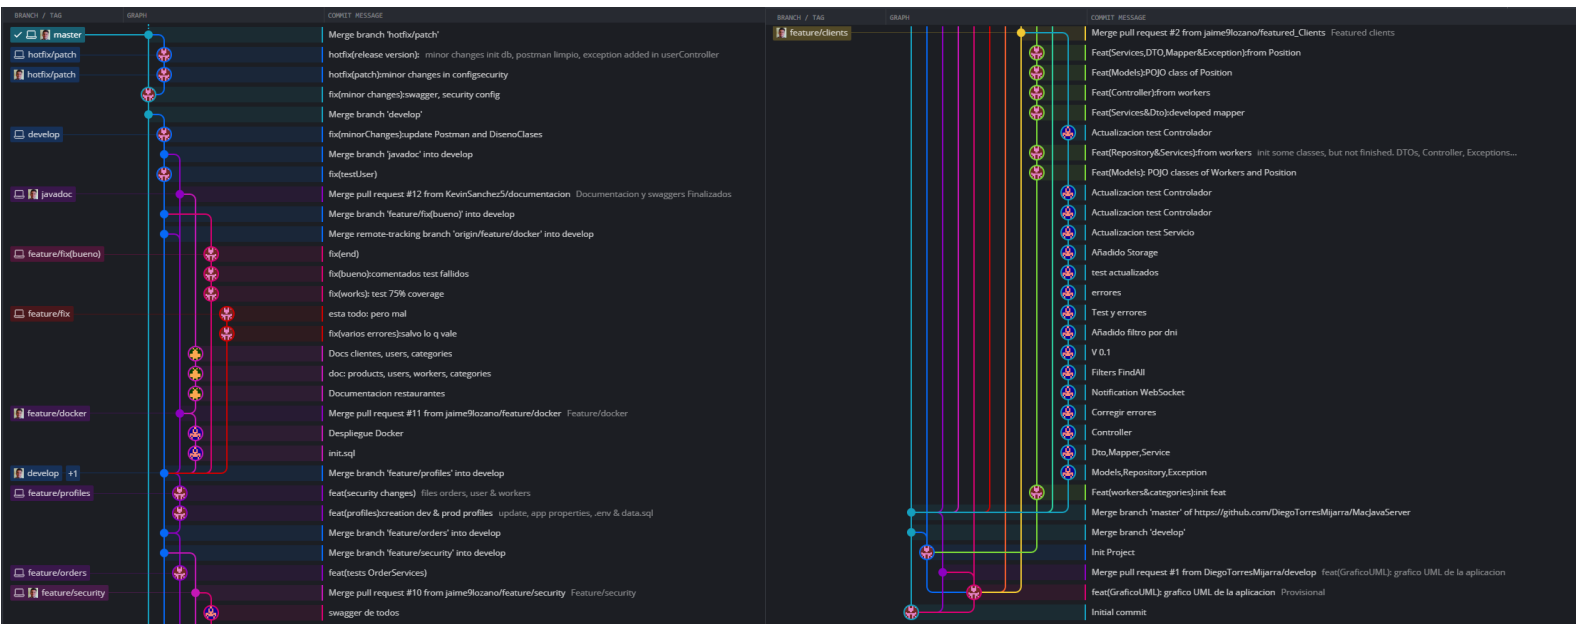 BRANCH / TAG GRAPH COMMIT MESSAGE
master Merge branch 'hotfix/patch'
hotfix/patch hotfix(release version): minor changes init db, postman limpio, exception added in userController
hotfix/patch hotfix(patch):minor changes in configsecurity
fix(minor changes):swagger, security config
Merge branch 'develop'
develop fix(minorChanges):update Postman and DisenoClases
Merge branch 'javadoc' into develop
fix(testUser)
javadoc Merge pull request #12 from KevinSanchez5/documentacion Documentacion y swaggers Finalizados
Merge branch 'feature/fix(bueno)' into develop
Merge remote-tracking branch 'origin/feature/docker' into develop
feature/fix(bueno) fix(end)
fix(bueno):comentados test fallidos
fix(works): test 75% coverage
feature/fix esta todo: pero mal
fix(varios errores):salvo lo q vale
Docs clientes, users, categories
doc: products, users, workers, categories
Documentacion restaurantes
feature/docker Merge pull request #11 from jaime9lozano/feature/docker Feature/docker
Despliegue Docker
init.sql
develop +1 Merge branch 'feature/profiles' into develop
feature/profiles feat(security changes) files orders, user & workers
feat(profiles):creation dev & prod profiles update, app properties, .env & data.sql
Merge branch 'feature/orders' into develop
Merge branch 'feature/security' into develop
feature/orders feat(tests OrderServices)
feature/security Merge pull request #10 from jaime9lozano/feature/security Feature/security
swagger de todos
BRANCH / TAG GRAPH COMMIT MESSAGE
feature/clients Merge pull request #2 from jaime9lozano/featured_Clients Featured clients
Feat(Services,DTO,Mapper&Exception):from Position
Feat(Models):POJO class of Position
Feat(Controller):from workers
Feat(Services&Dto):developed mapper
Actualizacion test Controlador
Feat(Repository&Services):from workers init some classes, but not finished. DTOs, Controller, Exceptions...
Feat(Models): POJO classes of Workers and Position
Actualizacion test Controlador
Actualizacion test Controlador
Actualizacion test Servicio
Añadido Storage
test actualizados
errores
Test y errores
Añadido filtro por dni
V 0.1
Filters FindAll
Notification WebSocket
Corregir errores
Controller
Dto,Mapper,Service
Models,Repository,Exception
Feat(workers&categories):init feat
Merge branch 'master' of https://github.com/DiegoTorresMijarra/MacJavaServer
Merge branch 'develop'
Init Project
Merge pull request #1 from DiegoTorresMijarra/develop feat(GraficoUML): grafico UML de la aplicacion
feat(GraficoUML): grafico UML de la aplicacion Provisional
Initial commit